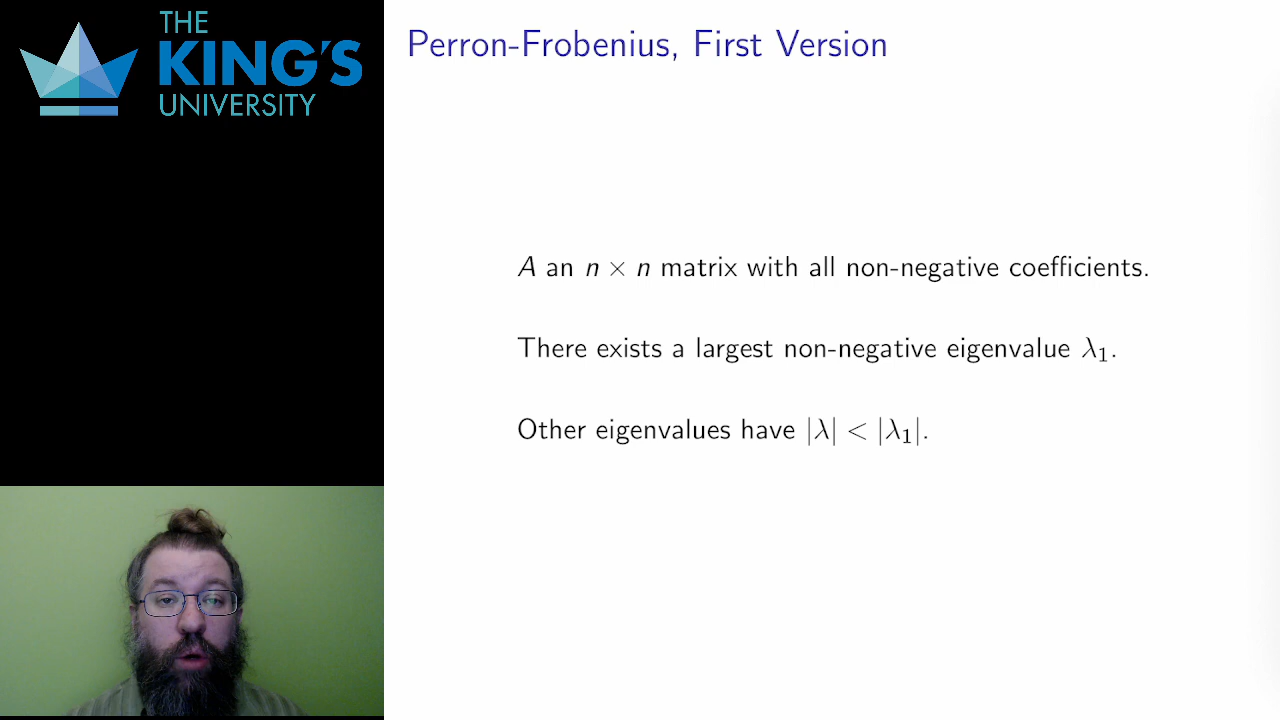 THE
KING'S
UNIVERSITY
Perron-Frobenius, First Version
A an n × n matrix with all non-negative coefficients.
There exists a largest non-negative eigenvalue λ₁.
Other eigenvalues have |λ| < |λ₁|.